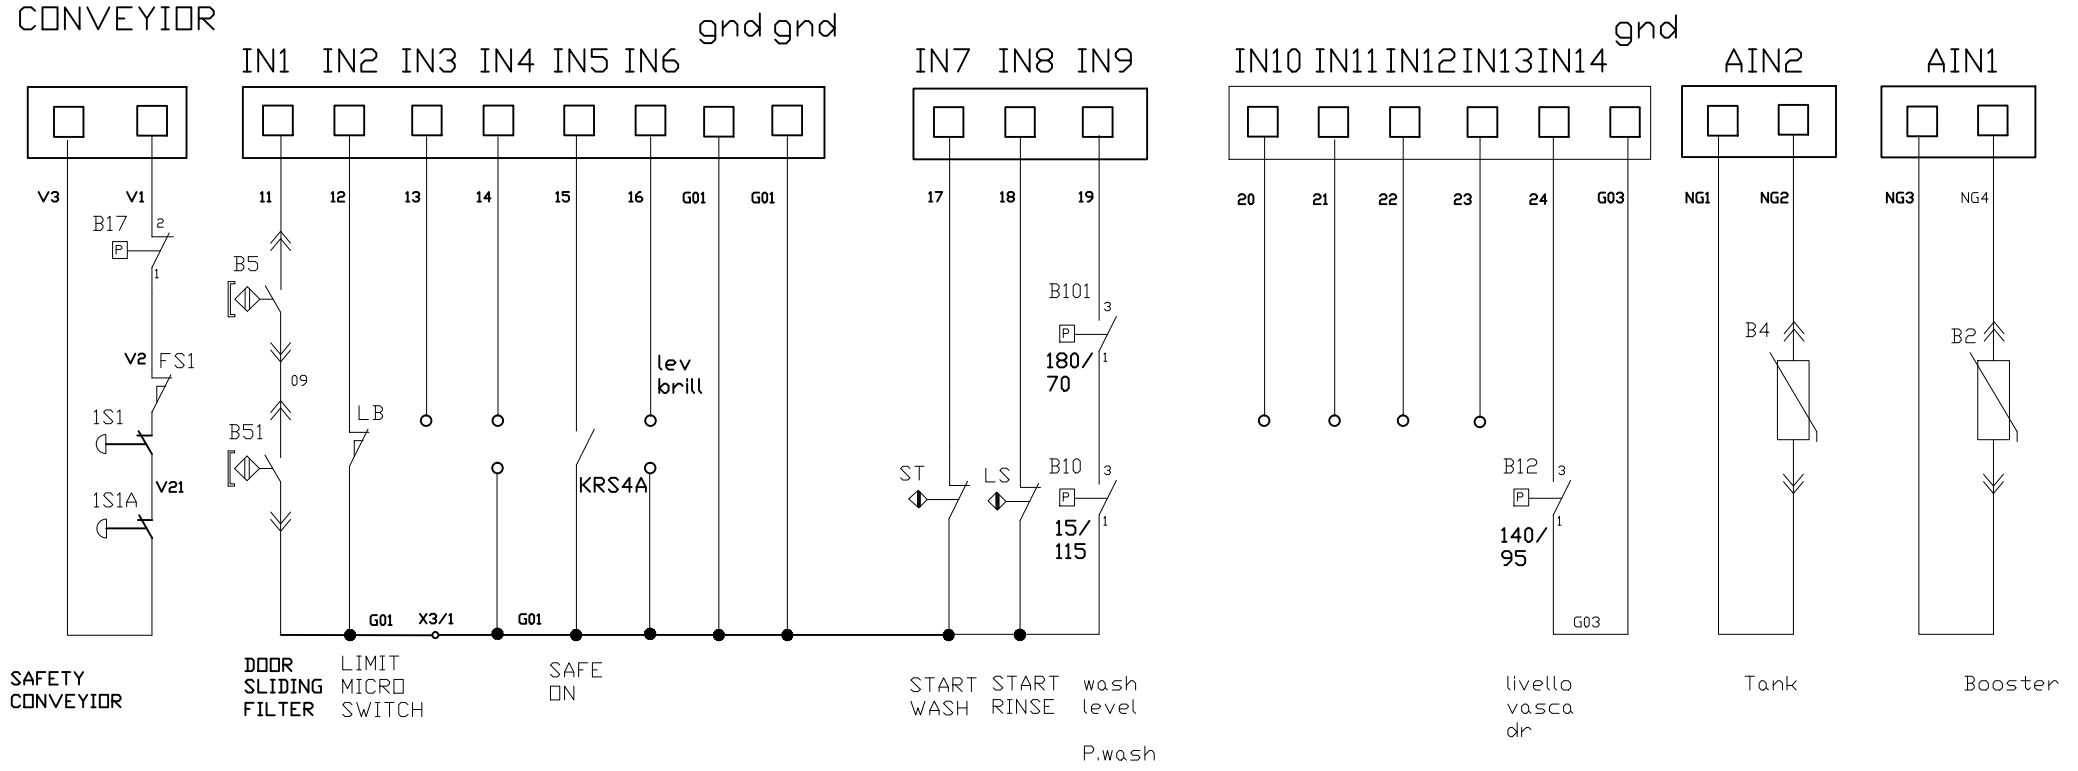 CONVEYIOR
gnd gnd
gnd
IN1 IN2 IN3 IN4 IN5 IN6
IN7 IN8 IN9
IN10 IN11 IN12 IN13 IN14
AIN2
AIN1
V3 V1
11 12 13 14 15 16 G01 G01
17 18 19
20 21 22 23 24 G03
NG1 NG2
NG3 NG4
B17
2
P
1
B5
B101
3
P
1
180/
70
B4
B2
V2
FS1
09
lev
brill
1S1
LB
B51
V21
1S1A
KRS4A
ST
LS
B10
3
P
1
15/
115
B12
3
P
1
140/
95
G01
X3/1
G01
G03
SAFETY
CONVEYIOR
DOOR
SLIDING
FILTER
LIMIT
MICRO
SWITCH
SAFE
ON
START
WASH
START
RINSE
wash
level
P.wash
livello
vasca
dr
Tank
Booster